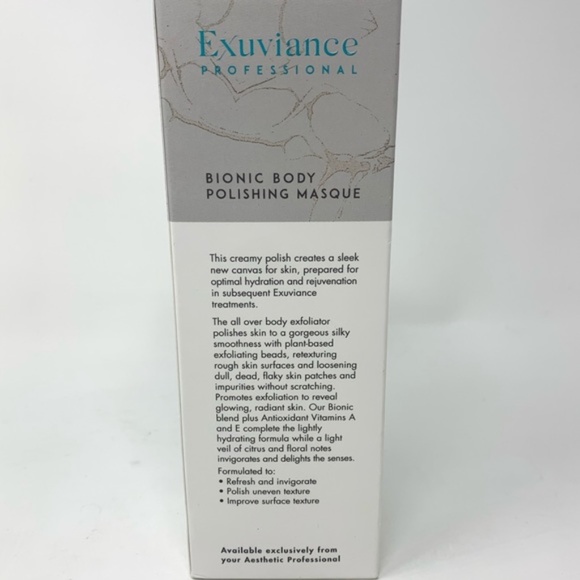 Exuviance
PROFESSIONAL
BIONIC BODY
POLISHING MASQUE
This creamy polish creates a sleek
new canvas for skin, prepared for
optimal hydration and rejuvenation
in subsequent Exuviance
treatments.
The all over body exfoliator
polishes skin to a gorgeous silky
smoothness with plant-based
exfoliating beads, retexturing
rough skin surfaces and loosening
dull, dead, flaky skin patches and
impurities without scratching.
Promotes exfoliation to reveal
glowing, radiant skin. Our Bionic
blend plus Antioxidant Vitamins A
and E complete the lightly
hydrating formula while a light
veil of citrus and floral notes
invigorates and delights the senses.
Formulated to:
• Refresh and invigorate
• Polish uneven texture
• Improve surface texture
Available exclusively from
your Aesthetic Professional